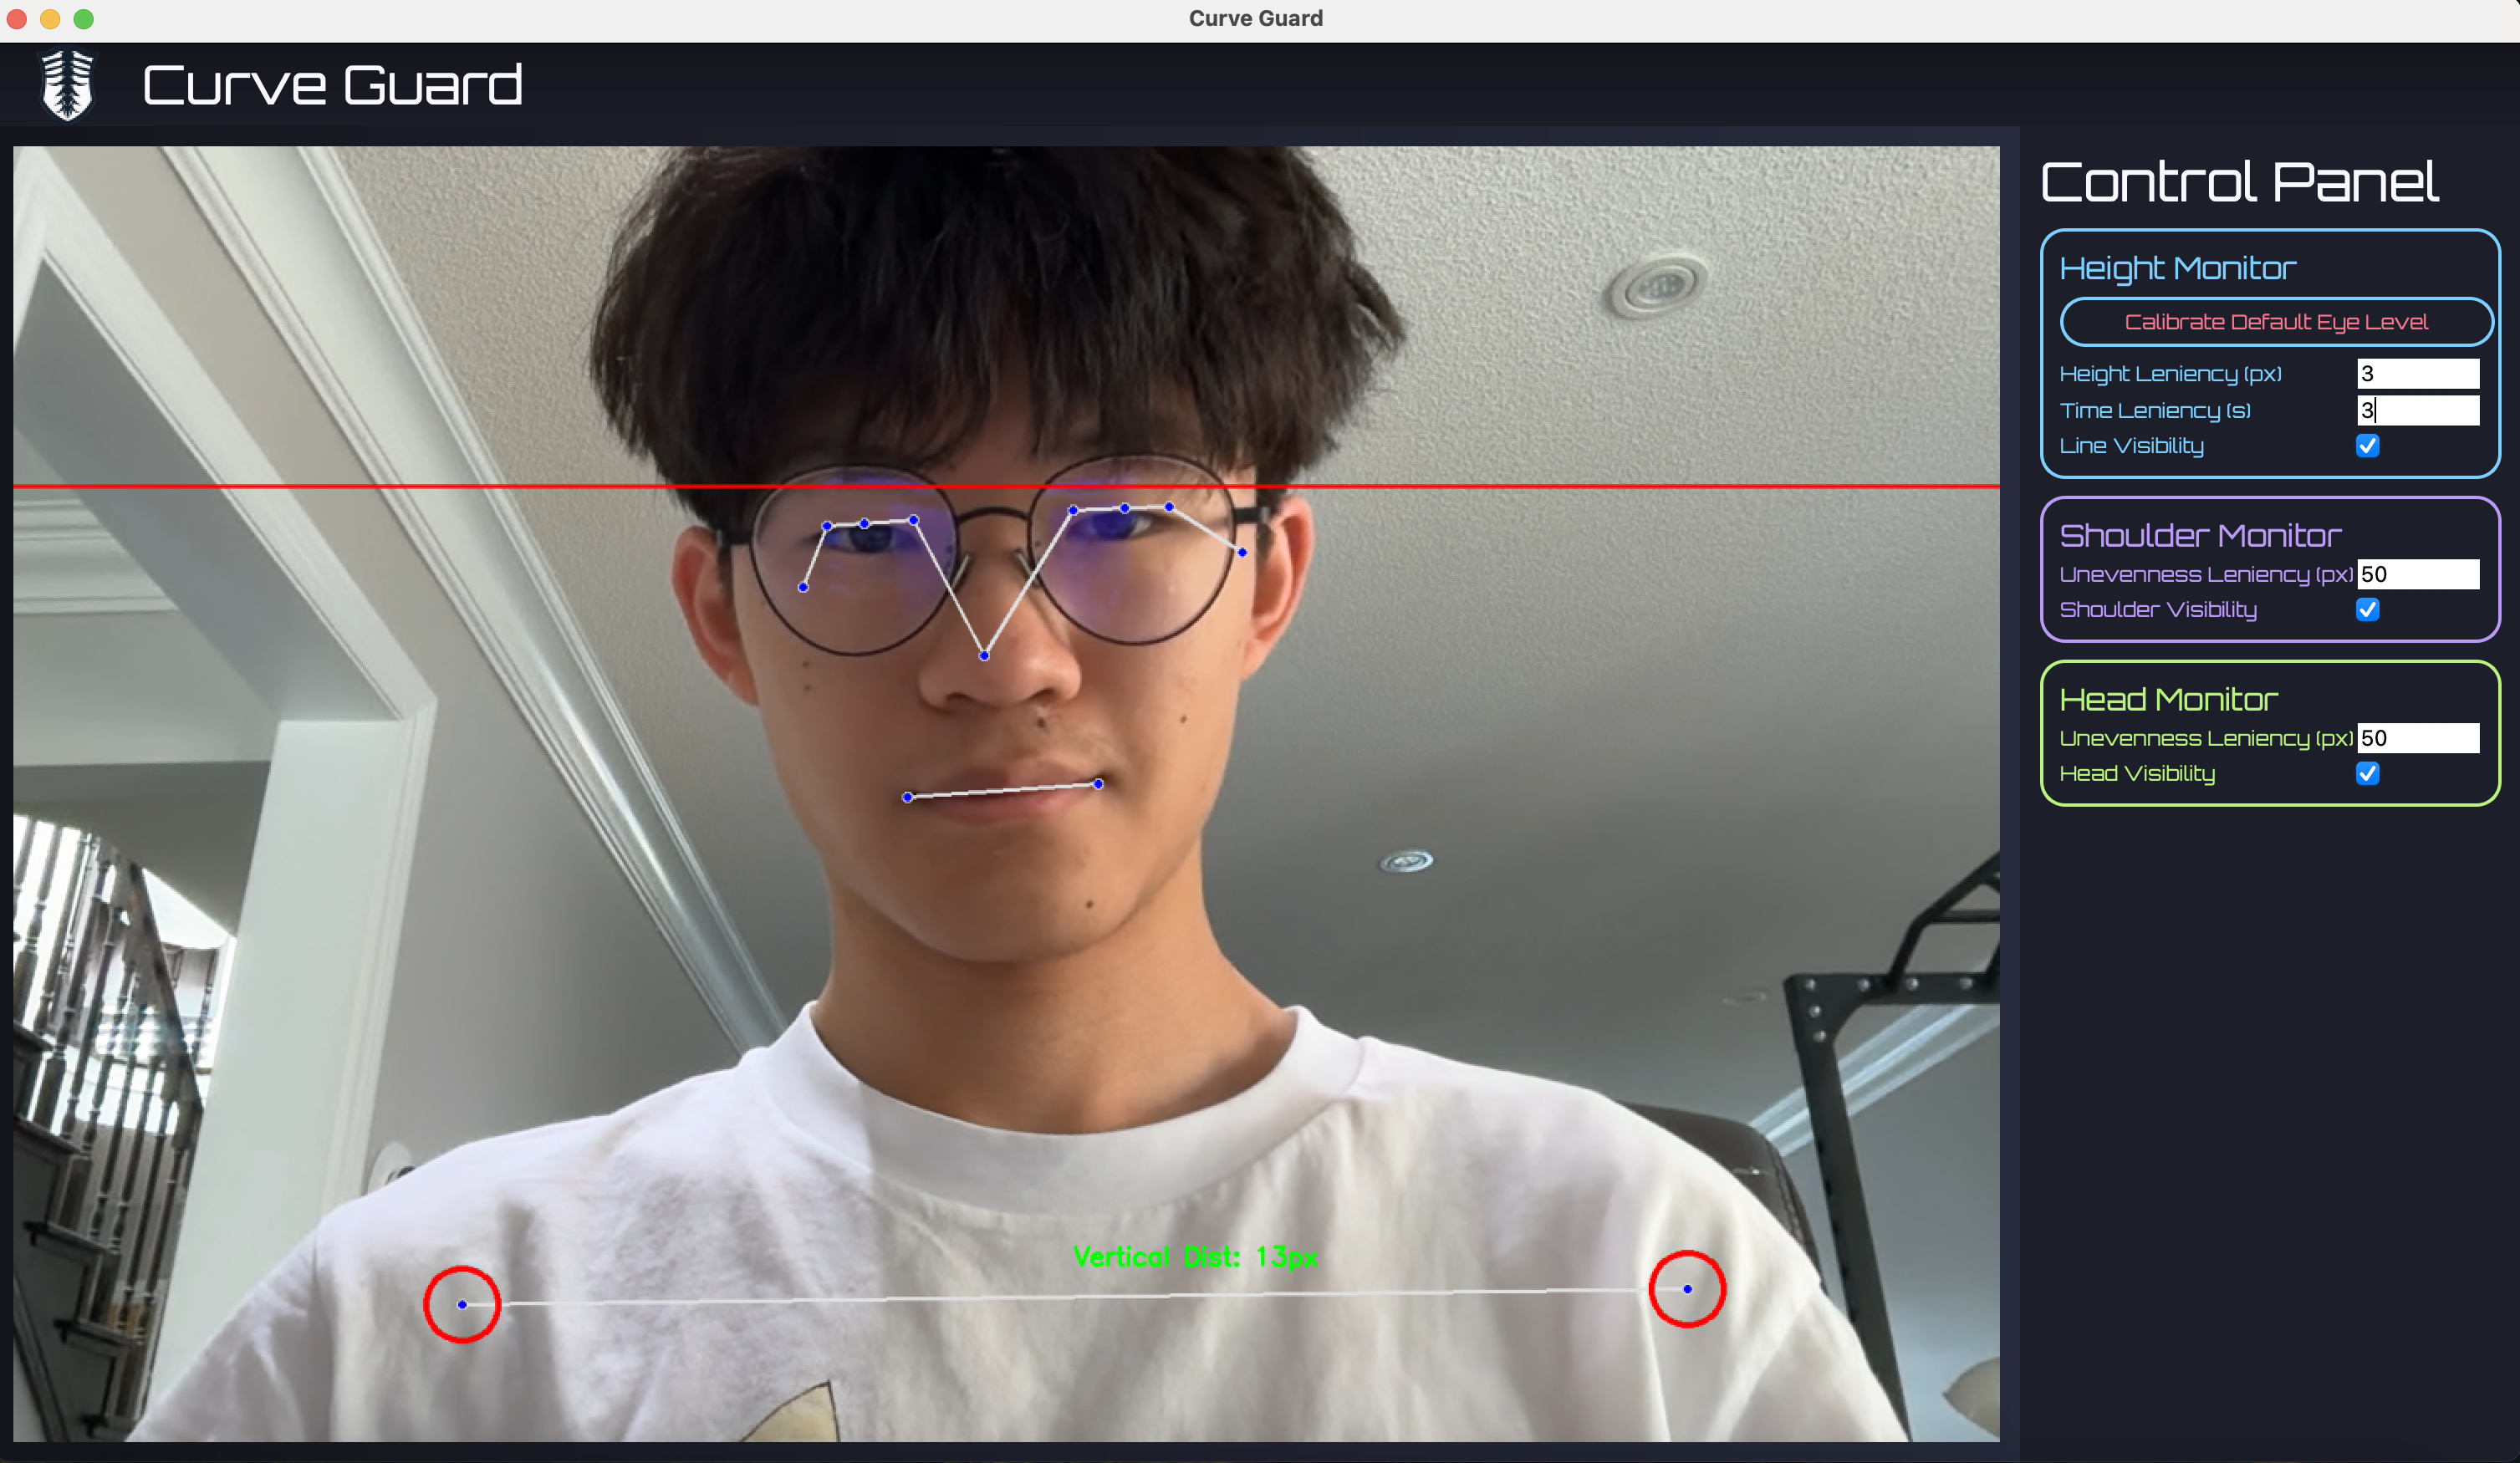 Curve Guard
Curve Guard
Control Panel
Height Monitor
Calibrate Default Eye Level
Height Leniency (px) 3
Time Leniency (s) 3
Line Visibility
Shoulder Monitor
Unevenness Leniency (px) 50
Shoulder Visibility
Head Monitor
Unevenness Leniency (px) 50
Head Visibility
Vertical Dist: 13px